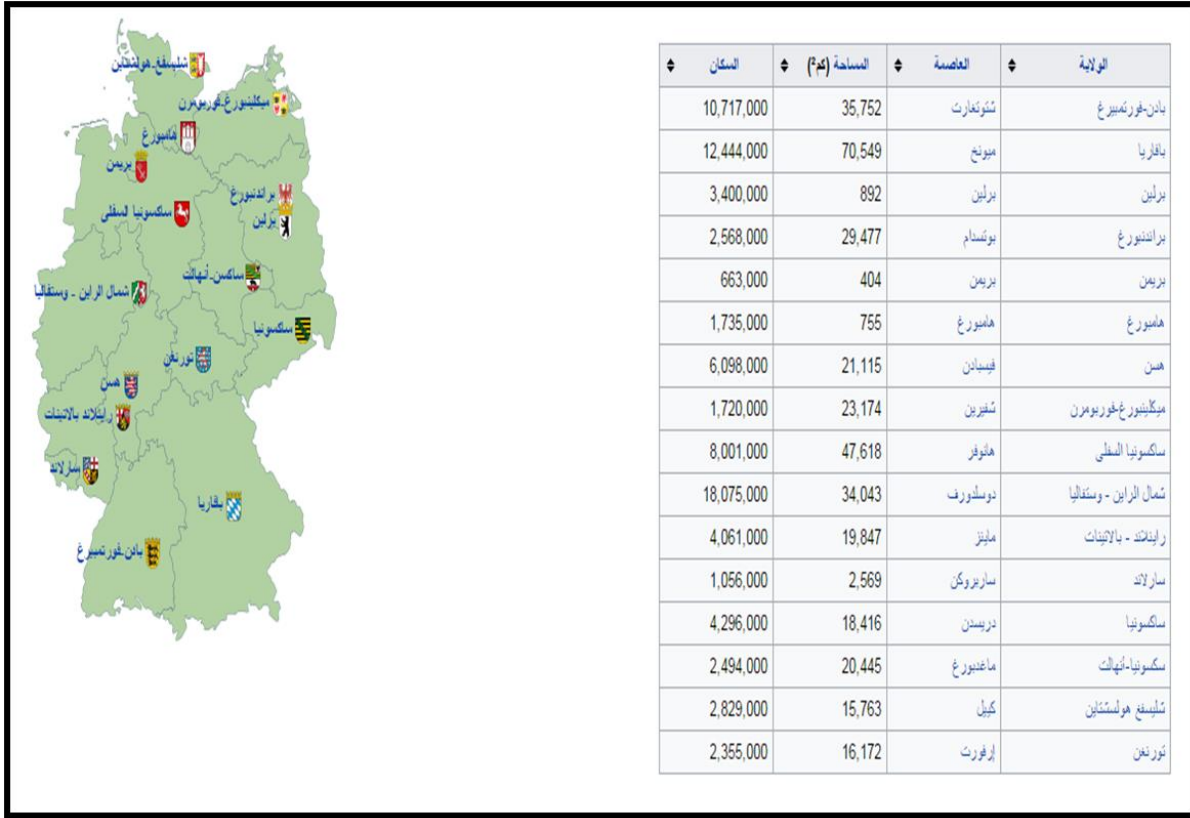 شليسفغ-هولشتاين
ميكلينبورغ-فوربومرن
هامبورغ
بريمن
براندنبورغ
برلين
ساكسونيا السفلى
ساكسن-أنهالت
شمال الراين - وستفاليا
ساكسونيا
تورنغن
هسن
راينلاند بالاتينات
سارلاند
بافاريا
بادن-فورتمبيرغ
الولاية العاصمة المساحة (كم²) السكان
بادن-فورتمبيرغ شتوتغارت 35,752 10,717,000
بافاريا ميونخ 70,549 12,444,000
برلين برلين 892 3,400,000
براندنبورغ بوتسدام 29,477 2,568,000
بريمن بريمن 404 663,000
هامبورغ هامبورغ 755 1,735,000
هسن فيسبادن 21,115 6,098,000
ميكلينبورغ-فوربومرن شفيرين 23,174 1,720,000
ساكسونيا السفلى هانوفر 47,618 8,001,000
شمال الراين - وستفاليا دوسلدورف 34,043 18,075,000
راينلاند - بالاتينات ماينز 19,847 4,061,000
سارلاند ساربروكن 2,569 1,056,000
ساكسونيا دريسدن 18,416 4,296,000
سكسونيا-أنهالت ماغدبورغ 20,445 2,494,000
شليسفغ هولستشتاين كييل 15,763 2,829,000
تورنغن إرفورت 16,172 2,355,000